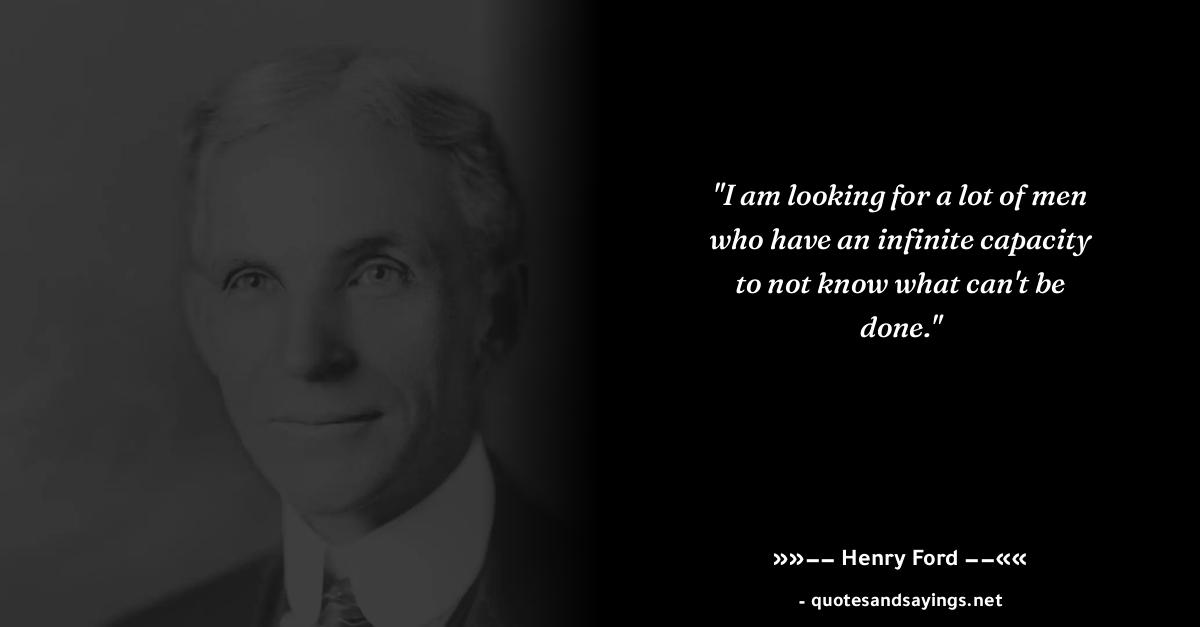 "I am looking for a lot of men
who have an infinite capacity
to not know what can't be
done."
»»–– Henry Ford ––««
- quotesandsayings.net